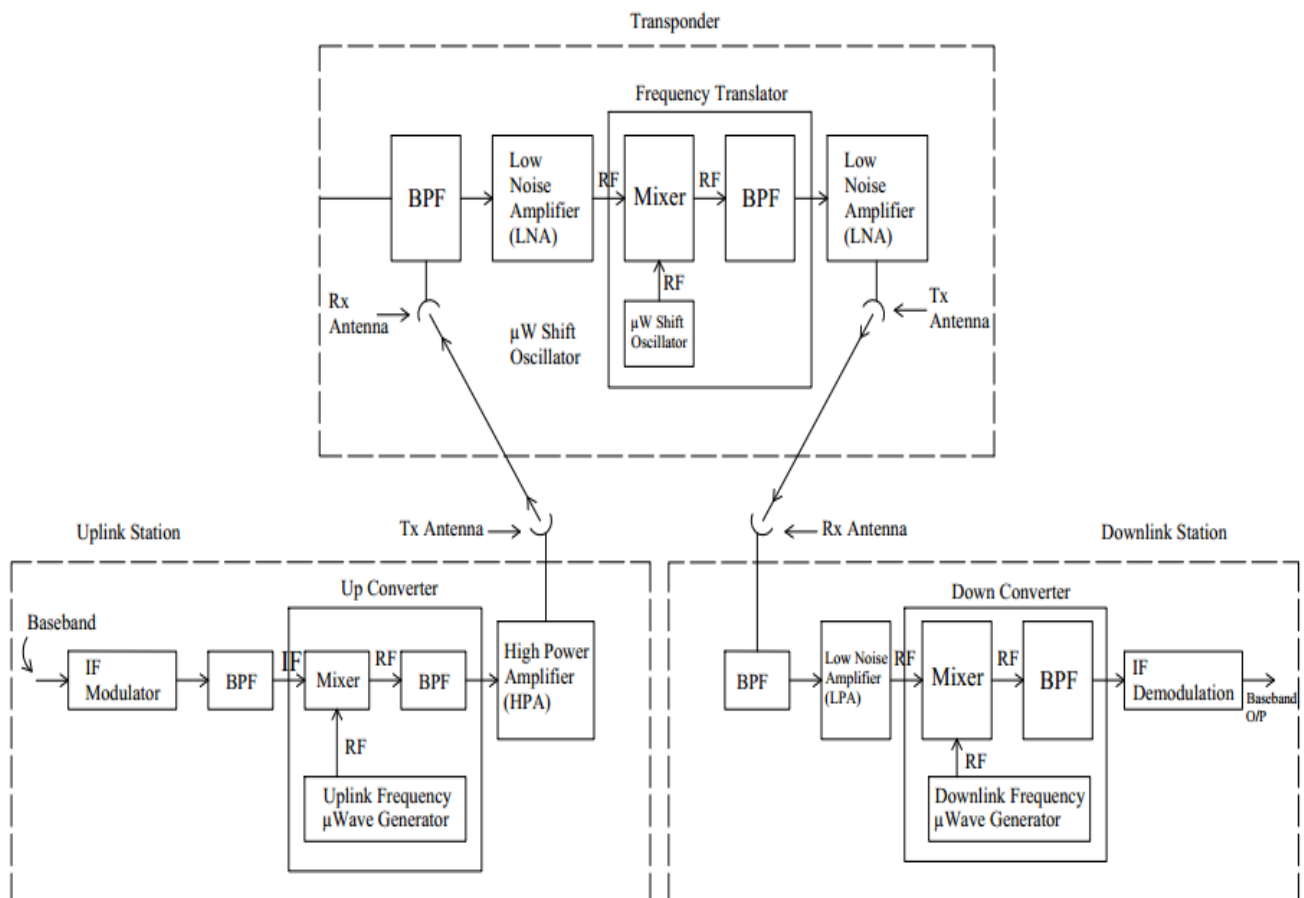 Transponder
Frequency Translator
BPF
Low
Noise
Amplifier
(LNA)
RF
Mixer
RF
BPF
Low
Noise
Amplifier
(LNA)
RF
µW Shift
Oscillator
Rx
Antenna
µW Shift
Oscillator
Tx
Antenna
Uplink Station
Tx Antenna
Rx Antenna
Downlink Station
Up Converter
Baseband
IF
Modulator
BPF
IF
Mixer
RF
BPF
High Power
Amplifier
(HPA)
RF
Uplink Frequency
µWave Generator
Down Converter
BPF
Low Noise
Amplifier
(LPA)
RF
Mixer
RF
BPF
IF
Demodulation
Baseband
O/P
RF
Downlink Frequency
µWave Generator